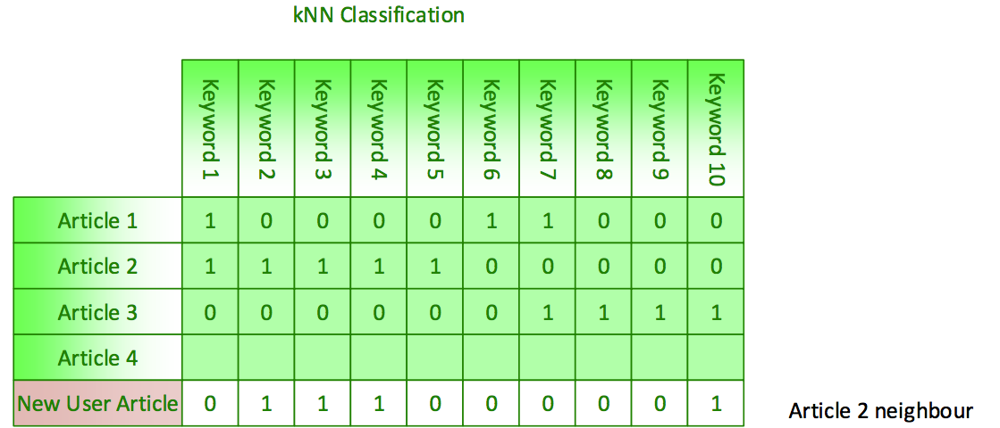 kNN Classification
Keyword 1 Keyword 2 Keyword 3 Keyword 4 Keyword 5 Keyword 6 Keyword 7 Keyword 8 Keyword 9 Keyword 10
Article 1 1 0 0 0 0 1 1 0 0 0
Article 2 1 1 1 1 1 0 0 0 0 0
Article 3 0 0 0 0 0 0 1 1 1 1
Article 4
New User Article 0 1 1 1 0 0 0 0 0 1
Article 2 neighbour